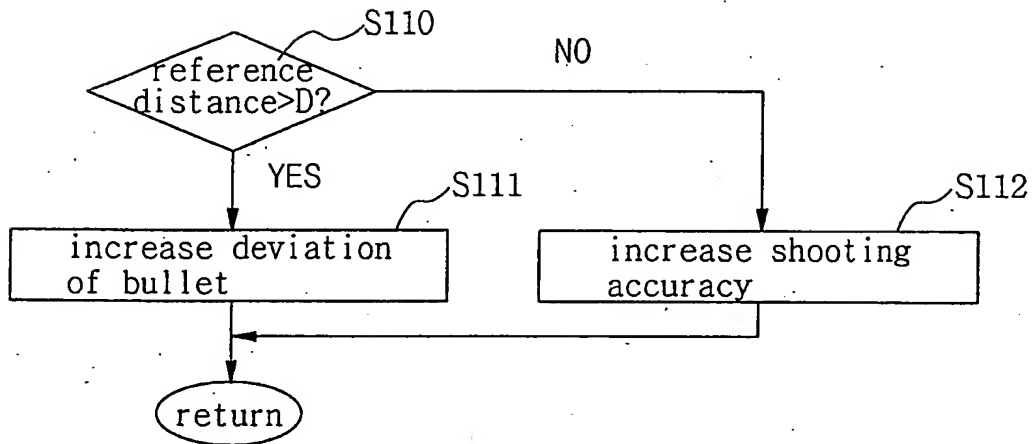 S110
NO
reference
distance>D?
YES
S111
S112
increase deviation
of bullet
increase shooting
accuracy
return